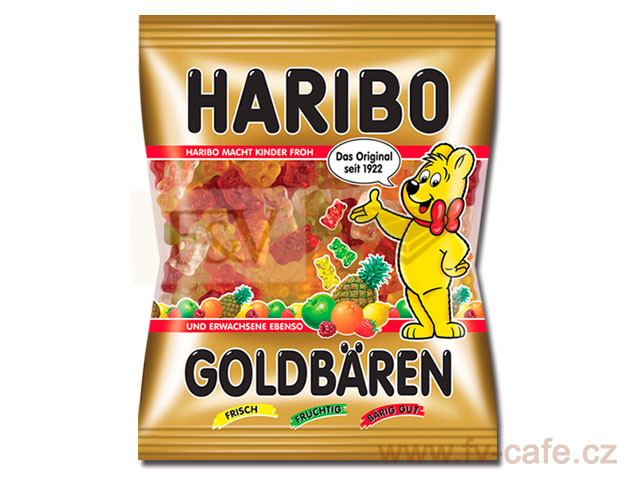 HARIBO
HARIBO MACHT KINDER FROH
Das Original
seit 1922
UND ERWACHSENE EBENSO
GOLDBÄREN
FRISCH
FRUCHTIG
BÄRIG GUT
www.fv-cafe.cz